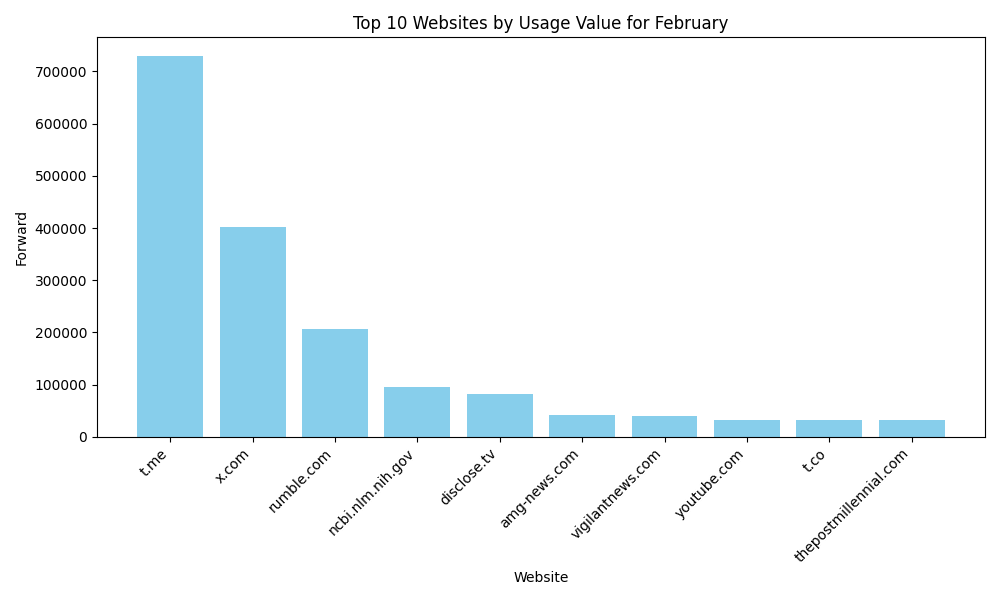 Top 10 Websites by Usage Value for February
Forward
700000
600000
500000
400000
300000
200000
100000
0
t.me
x.com
rumble.com
ncbi.nlm.nih.gov
disclose.tv
amg-news.com
vigilantnews.com
youtube.com
t.co
thepostmillennial.com
Website